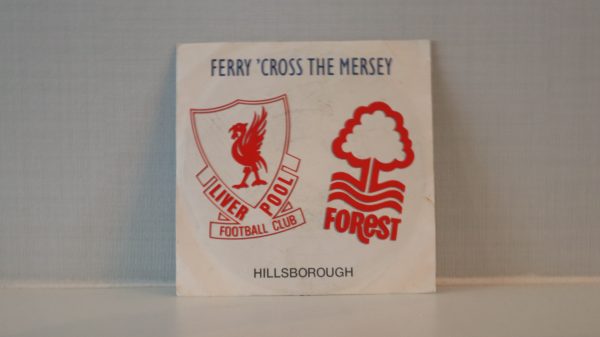 FERRY 'CROSS THE MERSEY
LIVER POOL
FOOTBALL CLUB
FOREST
HILLSBOROUGH